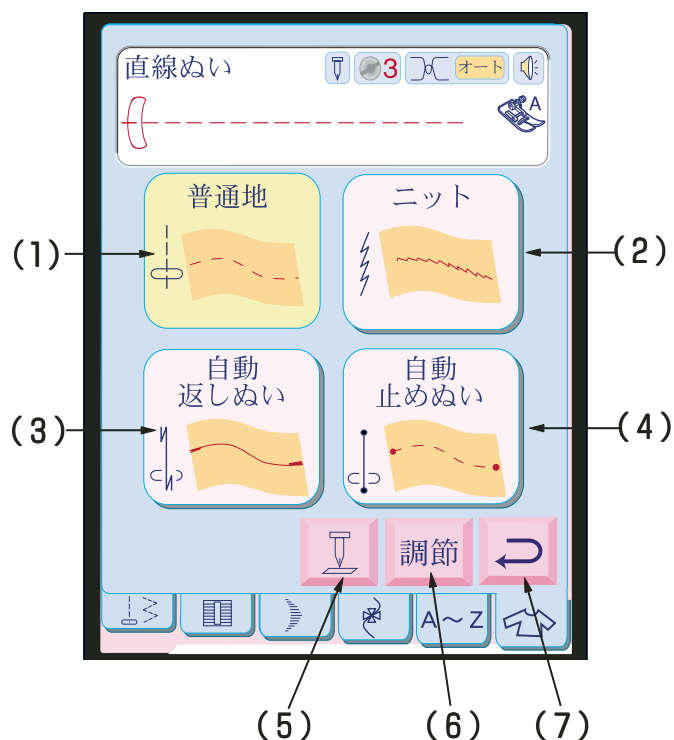 直線ぬい
3
オート
A
普通地
ニット
(1)
(2)
自動
返しぬい
自動
止めぬい
(3)
(4)
調節
A～Z
(5)
(6)
(7)